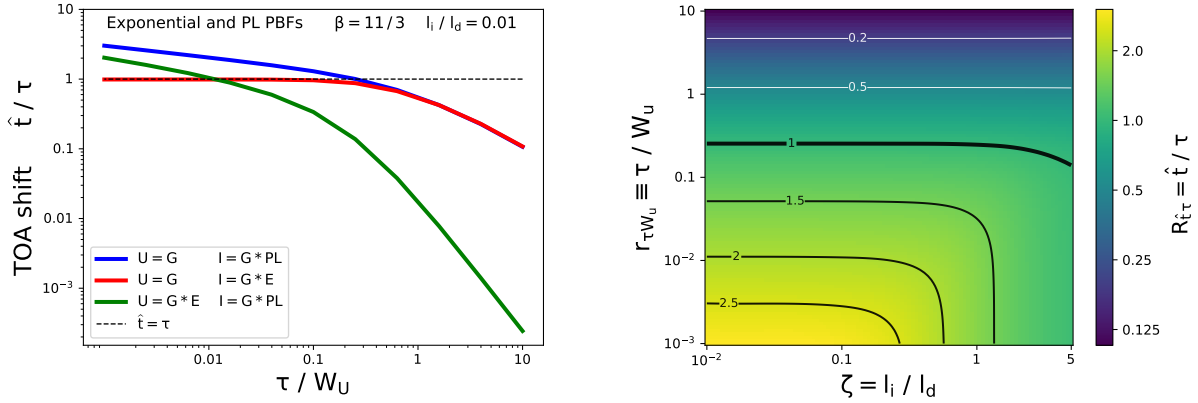 Exponential and PL PBFs β = 11/3 l_i / l_d = 0.01
10
1
0.1
0.01
10⁻³
TOA shift t̂ / τ
U = G I = G * PL
U = G I = G * E
U = G * E I = G * PL
t̂ = τ
0.01 0.1 1 10
τ / W_U
10
1
0.1
10⁻²
10⁻³
r_τW_u ≡ τ / W_u
0.2
0.5
1
1.5
2
2.5
10⁻² 0.1 1 5
ζ = l_i / l_d
2.0
1.0
0.5
0.25
0.125
R_t̂τ = t̂ / τ